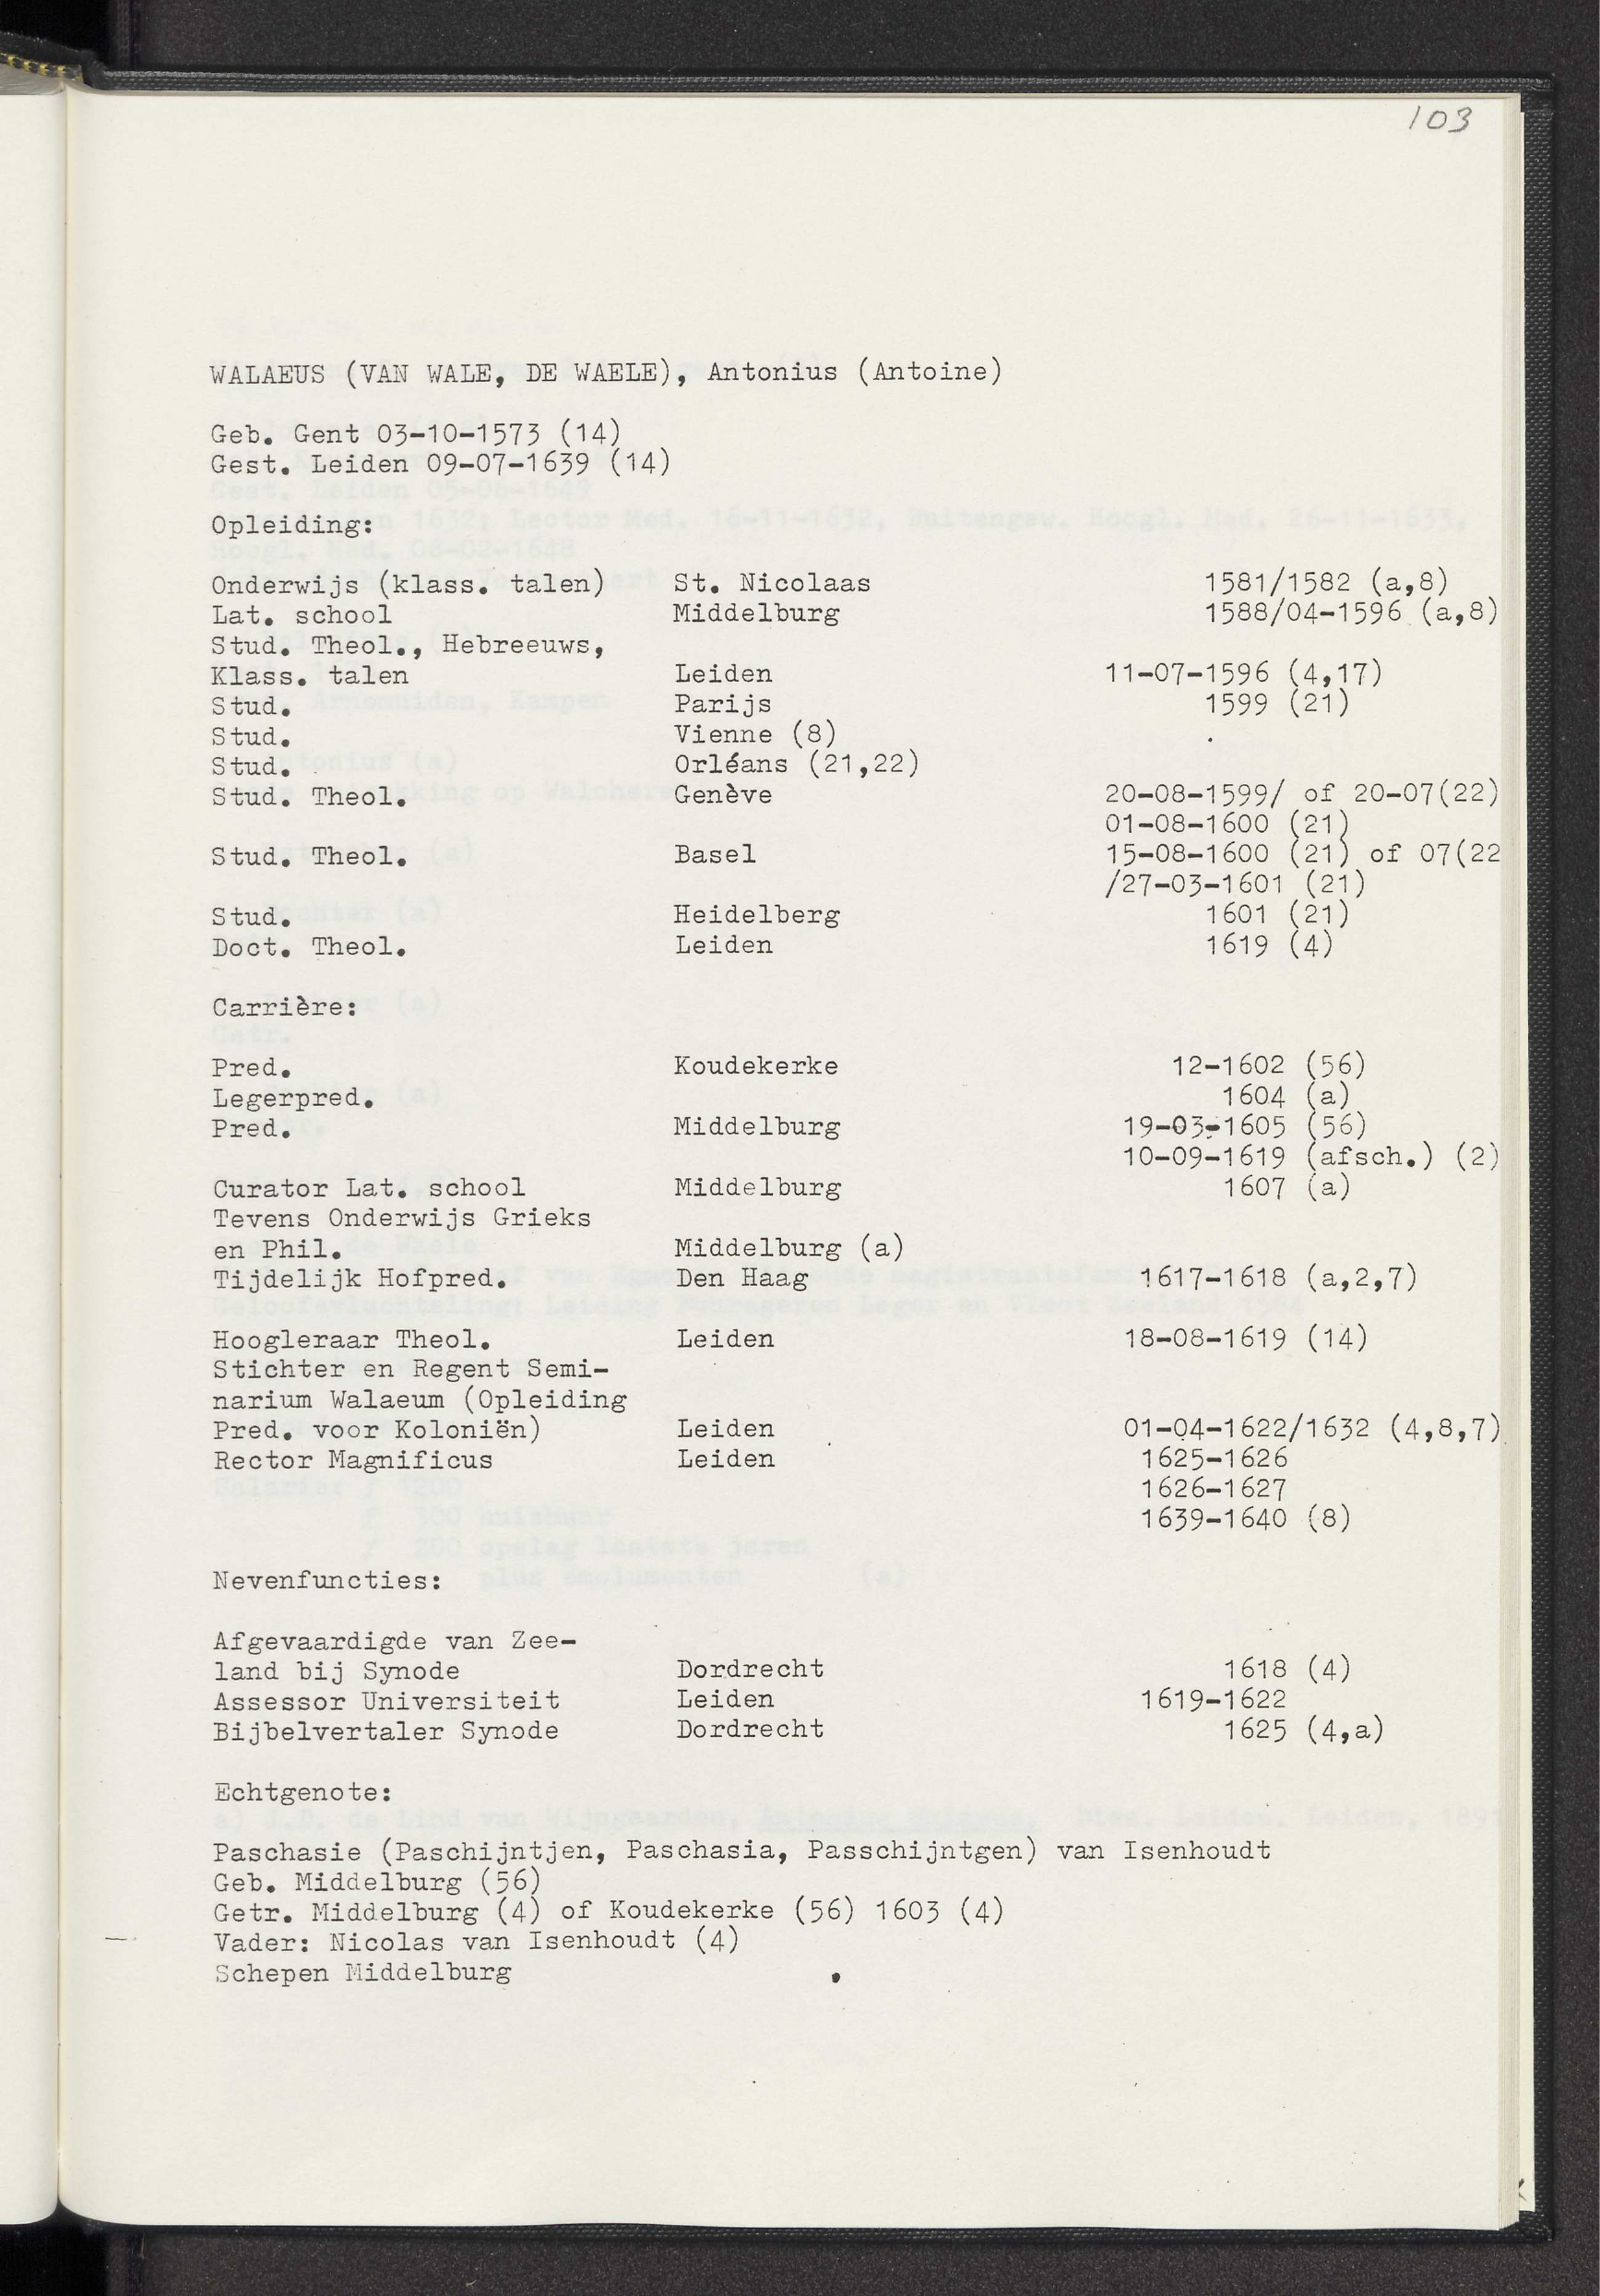 103
WALAEUS (VAN WALE, DE WAELE), Antonius (Antoine)
Geb. Gent 03-10-1573 (14)
Gest. Leiden 09-07-1639 (14)
Opleiding:
Onderwijs (klass. talen) St. Nicolaas 1581/1582 (a,8)
Lat. school Middelburg 1588/04-1596 (a,8)
Stud. Theol., Hebreeuws,
Klass. talen Leiden 11-07-1596 (4,17)
Stud. Parijs 1599 (21)
Stud. Vienne (8)
Stud. Orléans (21,22)
Stud. Theol. Genève 20-08-1599/ of 20-07(22)
01-08-1600 (21)
Stud. Theol. Basel 15-08-1600 (21) of 07(22
/27-03-1601 (21)
Stud. Heidelberg 1601 (21)
Doct. Theol. Leiden 1619 (4)
Carrière:
Pred. Koudekerke 12-1602 (56)
Legerpred. 1604 (a)
Pred. Middelburg 19-03-1605 (56)
10-09-1619 (afsch.) (2)
Curator Lat. school Middelburg 1607 (a)
Tevens Onderwijs Grieks
en Phil. Middelburg (a)
Tijdelijk Hofpred. Den Haag 1617-1618 (a,2,7)
Hoogleraar Theol. Leiden 18-08-1619 (14)
Stichter en Regent Semi-
narium Walaeum (Opleiding
Pred. voor Koloniën) Leiden 01-04-1622/1632 (4,8,7)
Rector Magnificus Leiden 1625-1626
1626-1627
1639-1640 (8)
Nevenfuncties:
Afgevaardigde van Zee-
land bij Synode Dordrecht 1618 (4)
Assessor Universiteit Leiden 1619-1622
Bijbelvertaler Synode Dordrecht 1625 (4,a)
Echtgenote:
Paschasie (Paschijntjen, Paschasia, Passchijntgen) van Isenhoudt
Geb. Middelburg (56)
Getr. Middelburg (4) of Koudekerke (56) 1603 (4)
Vader: Nicolas van Isenhoudt (4)
Schepen Middelburg